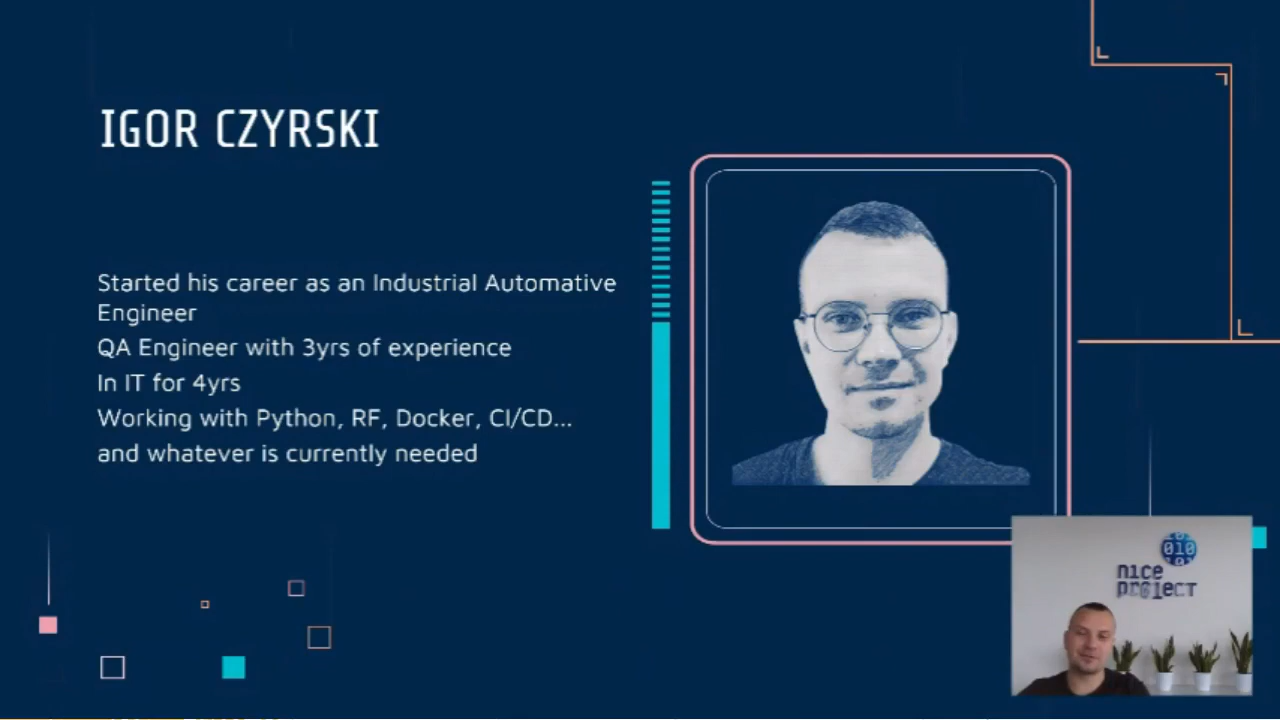 IGOR CZYRSKI
Started his career as an Industrial Automative
Engineer
QA Engineer with 3yrs of experience
In IT for 4yrs
Working with Python, RF, Docker, CI/CD...
and whatever is currently needed
010
nice
project